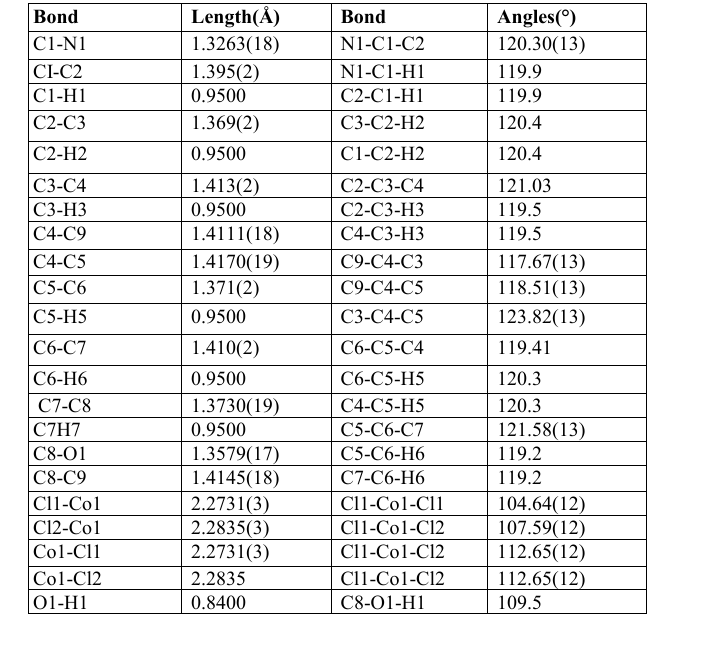 Bond Length(Å) Bond Angles(°)
C1-N1 1.3263(18) N1-C1-C2 120.30(13)
CI-C2 1.395(2) N1-C1-H1 119.9
C1-H1 0.9500 C2-C1-H1 119.9
C2-C3 1.369(2) C3-C2-H2 120.4
C2-H2 0.9500 C1-C2-H2 120.4
C3-C4 1.413(2) C2-C3-C4 121.03
C3-H3 0.9500 C2-C3-H3 119.5
C4-C9 1.4111(18) C4-C3-H3 119.5
C4-C5 1.4170(19) C9-C4-C3 117.67(13)
C5-C6 1.371(2) C9-C4-C5 118.51(13)
C5-H5 0.9500 C3-C4-C5 123.82(13)
C6-C7 1.410(2) C6-C5-C4 119.41
C6-H6 0.9500 C6-C5-H5 120.3
C7-C8 1.3730(19) C4-C5-H5 120.3
C7H7 0.9500 C5-C6-C7 121.58(13)
C8-O1 1.3579(17) C5-C6-H6 119.2
C8-C9 1.4145(18) C7-C6-H6 119.2
Cl1-Co1 2.2731(3) Cl1-Co1-Cl1 104.64(12)
Cl2-Co1 2.2835(3) Cl1-Co1-Cl2 107.59(12)
Co1-Cl1 2.2731(3) Cl1-Co1-Cl2 112.65(12)
Co1-Cl2 2.2835 Cl1-Co1-Cl2 112.65(12)
O1-H1 0.8400 C8-O1-H1 109.5